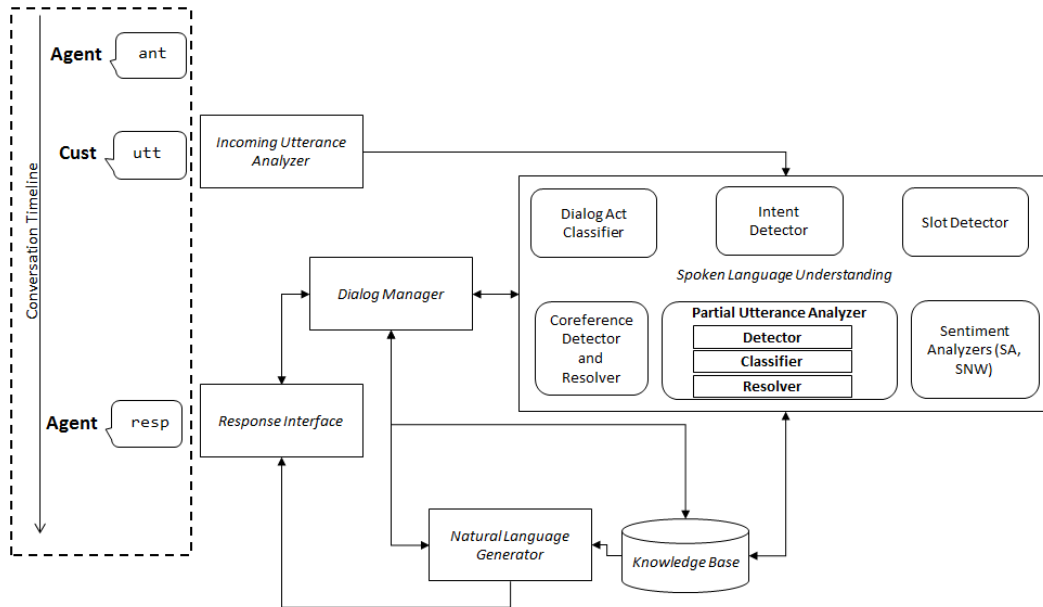 Agent
ant
Cust
utt
Conversation Timeline
Agent
resp
Incoming Utterance
Analyzer
Dialog Act
Classifier
Intent
Detector
Slot Detector
Spoken Language Understanding
Dialog Manager
Coreference
Detector
and
Resolver
Partial Utterance Analyzer
Detector
Classifier
Resolver
Sentiment
Analyzers (SA,
SNW)
Response Interface
Natural Language
Generator
Knowledge Base